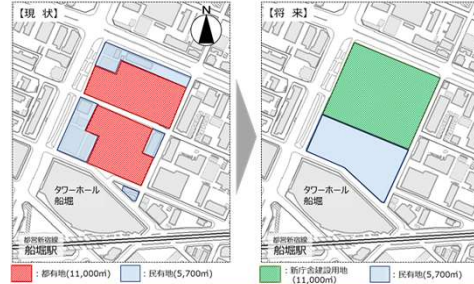 【現 状】
N
タワーホール
船堀
都営新宿線
船堀駅
：都有地(11,000㎡)
：民有地(5,700㎡)
【将 来】
タワーホール
船堀
都営新宿線
船堀駅
：新庁舎建設用地
(11,000㎡)
：民有地(5,700㎡)